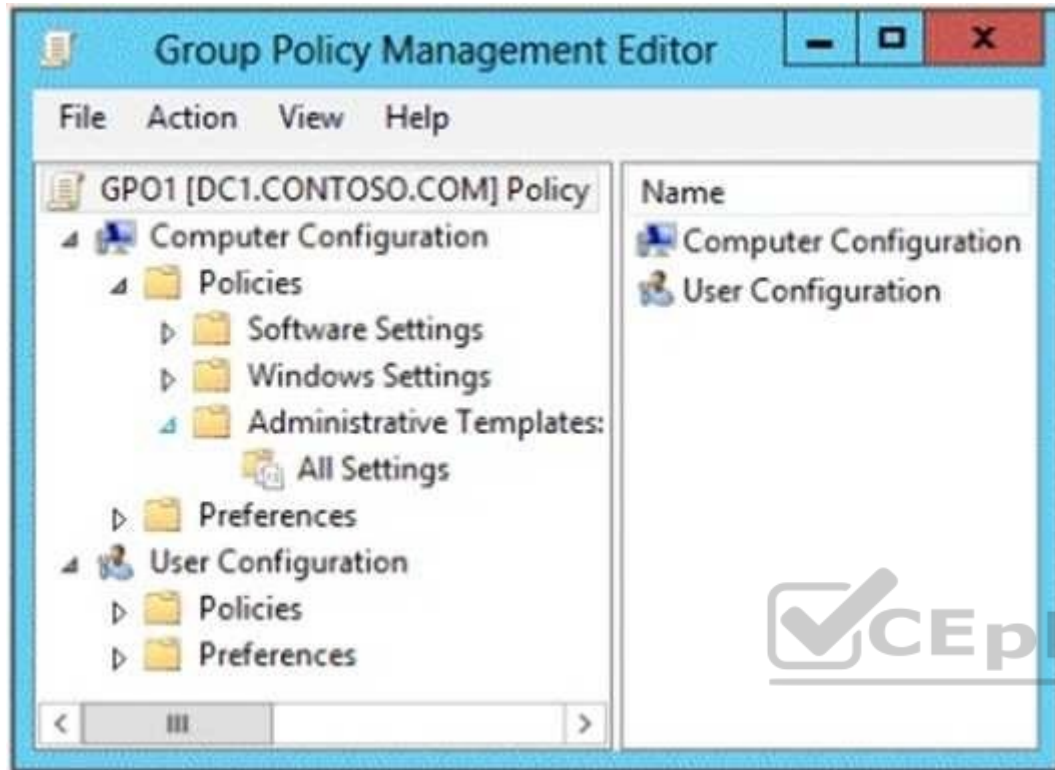 Group Policy Management Editor
File Action View Help
GPO1 [DC1.CONTOSO.COM] Policy
Computer Configuration
Policies
Software Settings
Windows Settings
Administrative Templates:
All Settings
Preferences
User Configuration
Policies
Preferences
Name
Computer Configuration
User Configuration
CEpl